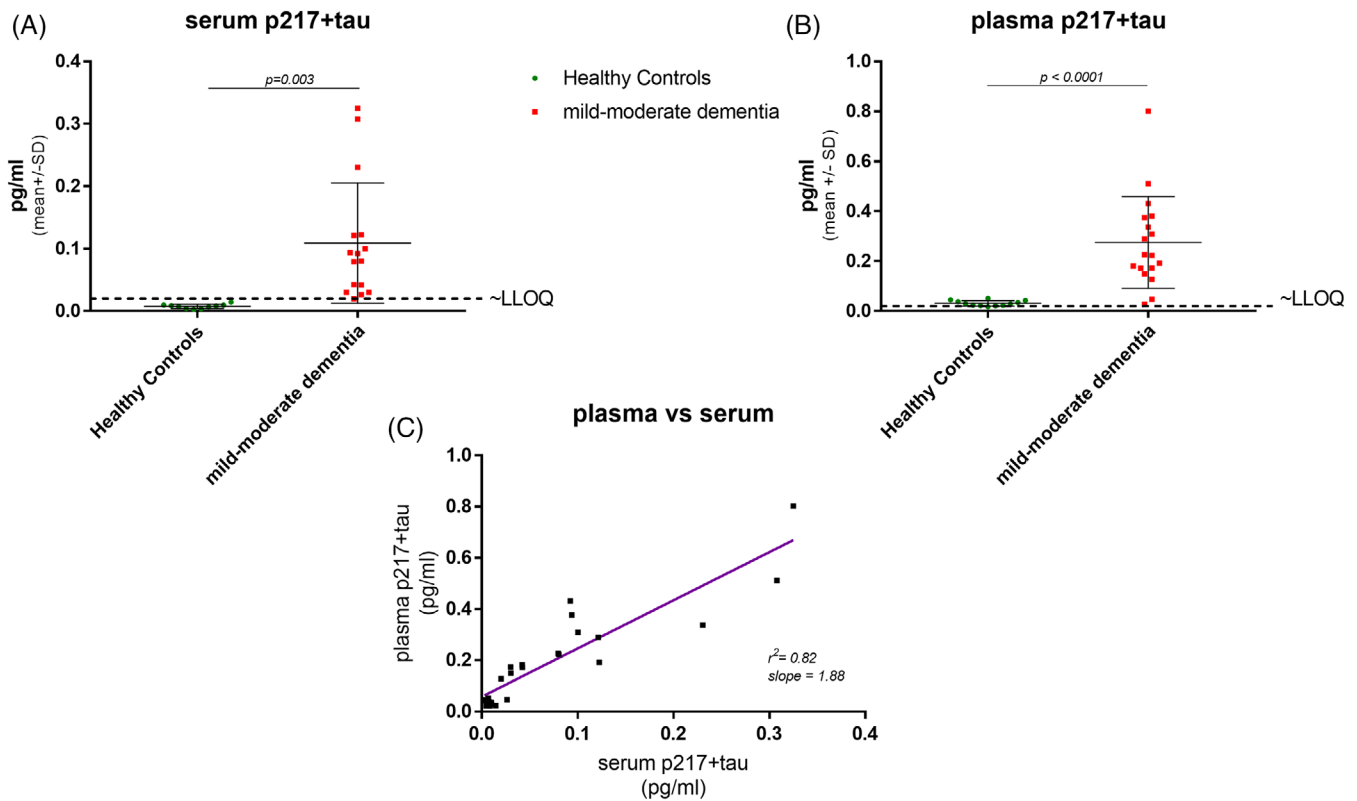 (A)
serum p217+tau
0.4
0.3
0.2
0.1
0.0
pg/ml
(mean+/-SD)
p=0.003
~LLOQ
Healthy Controls
mild-moderate dementia
Healthy Controls
mild-moderate dementia
(B)
plasma p217+tau
1.0
0.8
0.6
0.4
0.2
0.0
pg/ml
(mean +/- SD)
p < 0.0001
~LLOQ
Healthy Controls
mild-moderate dementia
(C)
plasma vs serum
1.0
0.8
0.6
0.4
0.2
0.0
plasma p217+tau
(pg/ml)
r²= 0.82
slope = 1.88
0.0 0.1 0.2 0.3 0.4
serum p217+tau
(pg/ml)